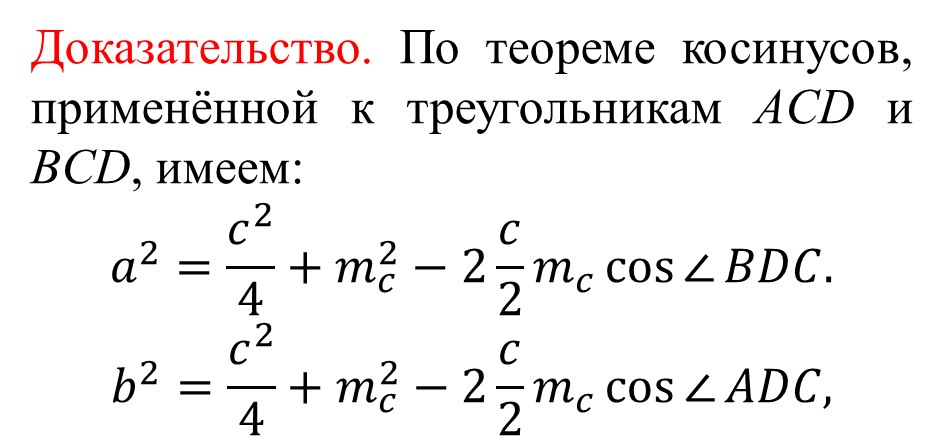 Доказательство. По теореме косинусов,
применённой к треугольникам ACD и
BCD, имеем:
a² = c²/4 + m_c² − 2 c/2 m_c cos ∠ BDC.
b² = c²/4 + m_c² − 2 c/2 m_c cos ∠ ADC,